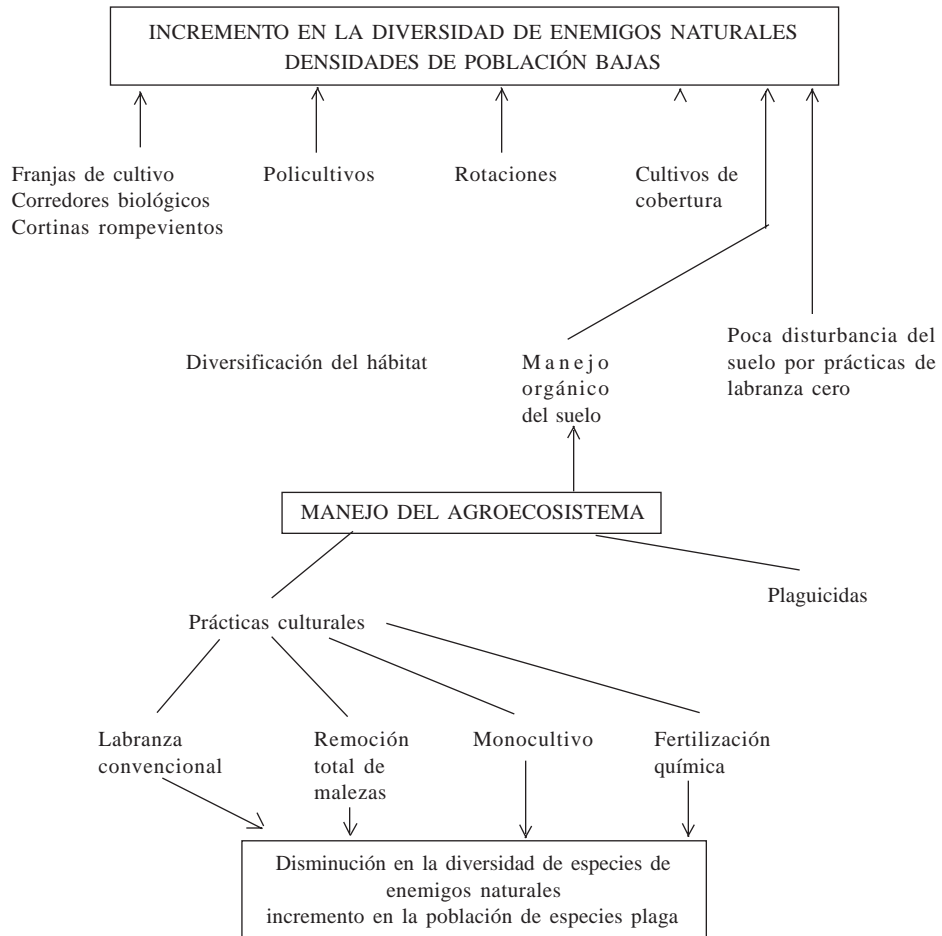 INCREMENTO EN LA DIVERSIDAD DE ENEMIGOS NATURALES
DENSIDADES DE POBLACIÓN BAJAS
Franjas de cultivo
Corredores biológicos
Cortinas rompevientos
Policultivos
Rotaciones
Cultivos de
cobertura
Diversificación del hábitat
Manejo
orgánico
del suelo
Poca disturbancia del
suelo por prácticas de
labranza cero
MANEJO DEL AGROECOSISTEMA
Plaguicidas
Prácticas culturales
Labranza
convencional
Remoción
total de
malezas
Monocultivo
Fertilización
química
Disminución en la diversidad de especies de
enemigos naturales
incremento en la población de especies plaga